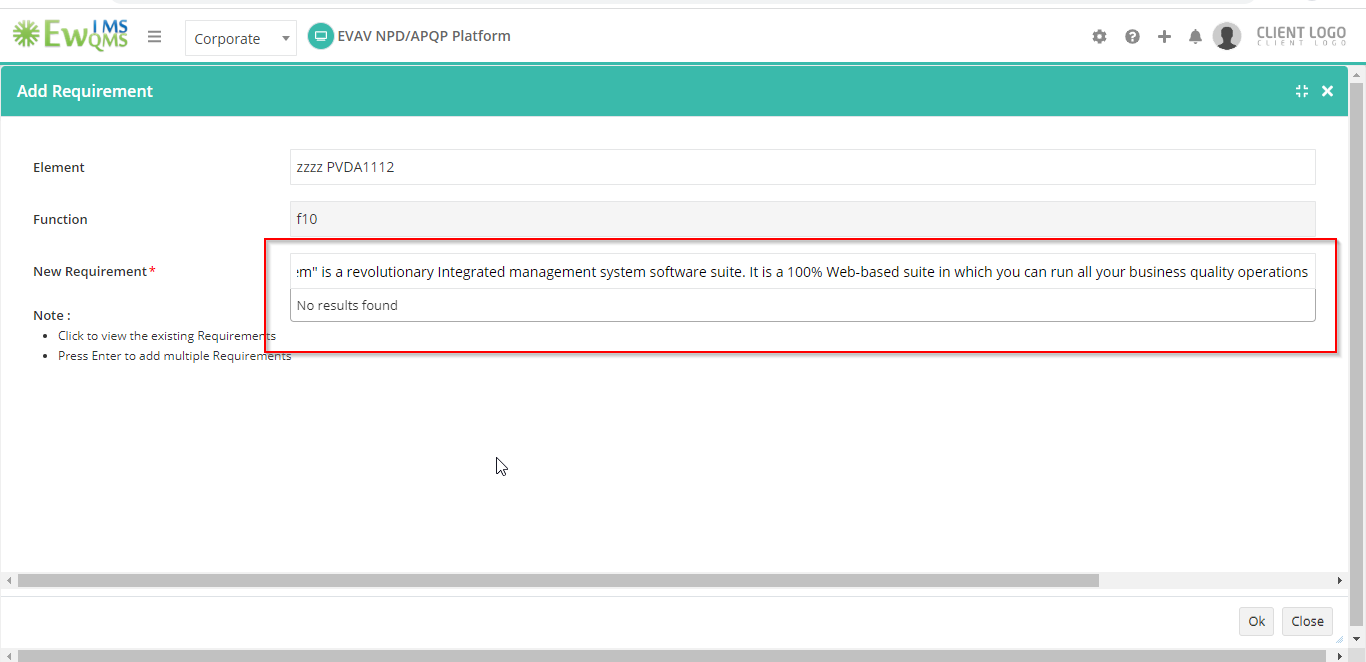 EwIMS QMS
Corporate
EVAV NPD/APQP Platform
CLIENT LOGO
CLIENT LOGO
Add Requirement
Element
zzzz PVDA1112
Function
f10
New Requirement*
em" is a revolutionary Integrated management system software suite. It is a 100% Web-based suite in which you can run all your business quality operations
No results found
Note :
Click to view the existing Requirements
Press Enter to add multiple Requirements
Ok
Close